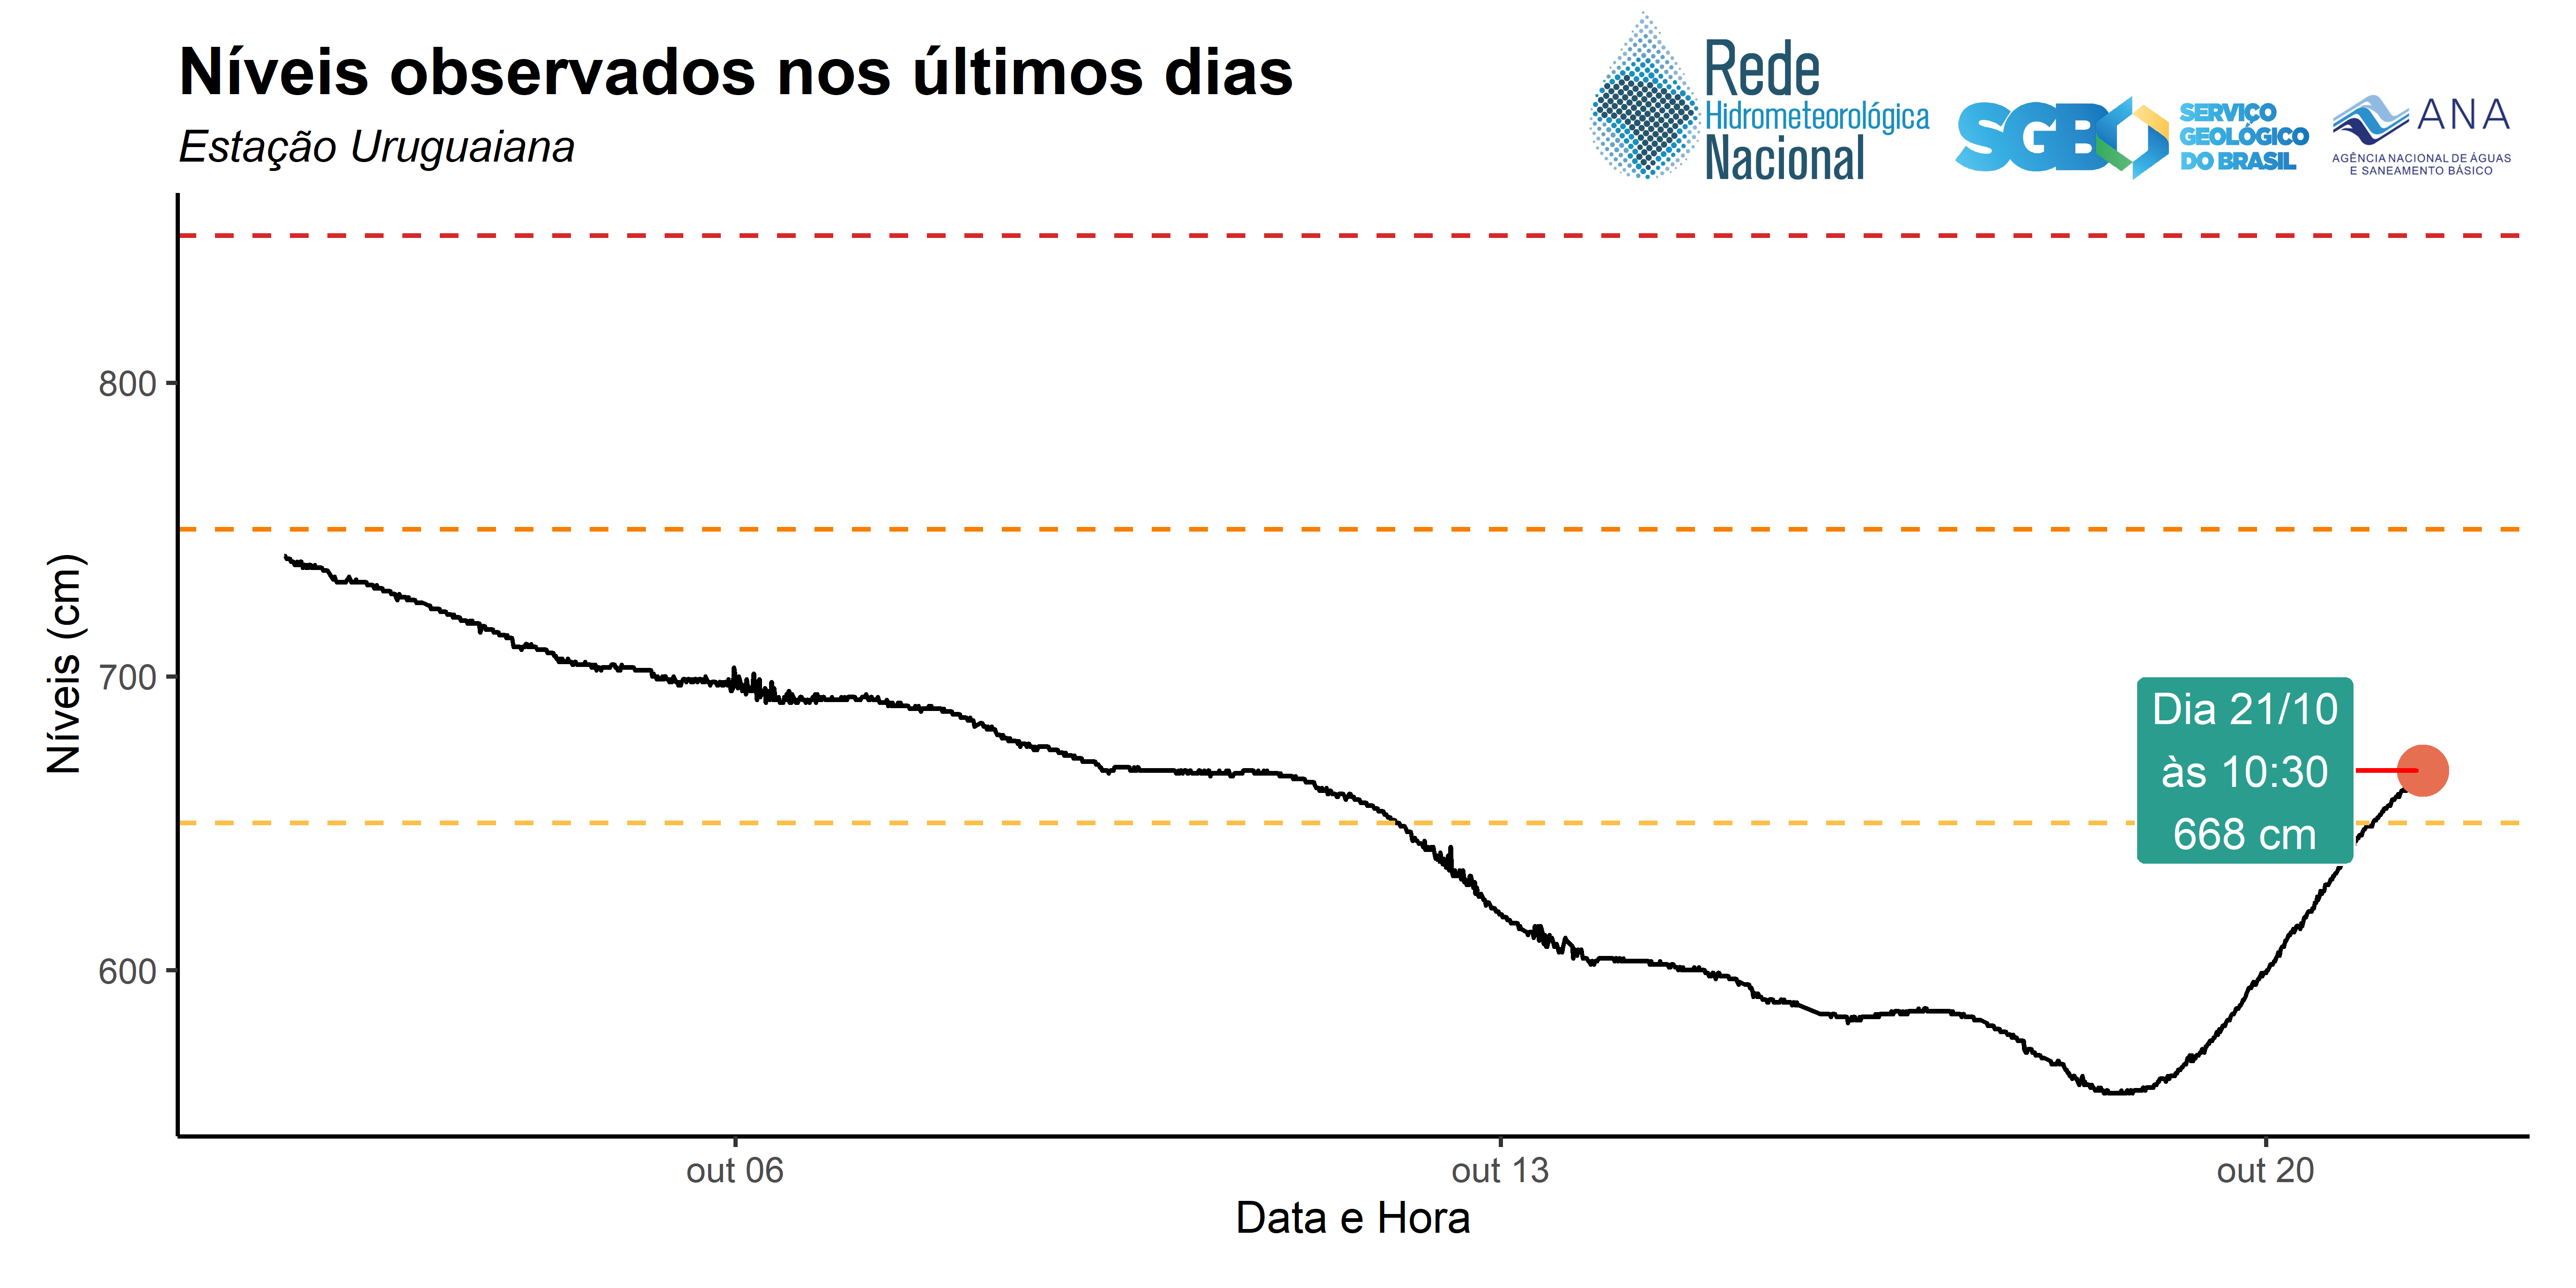 Níveis observados nos últimos dias
Estação Uruguaiana
Rede
Hidrometeorológica
Nacional
SGB
SERVIÇO
GEOLÓGICO
DO BRASIL
ANA
AGÊNCIA NACIONAL DE ÁGUAS
E SANEAMENTO BÁSICO
Níveis (cm)
800
700
600
Dia 21/10
às 10:30
668 cm
out 06
out 13
out 20
Data e Hora